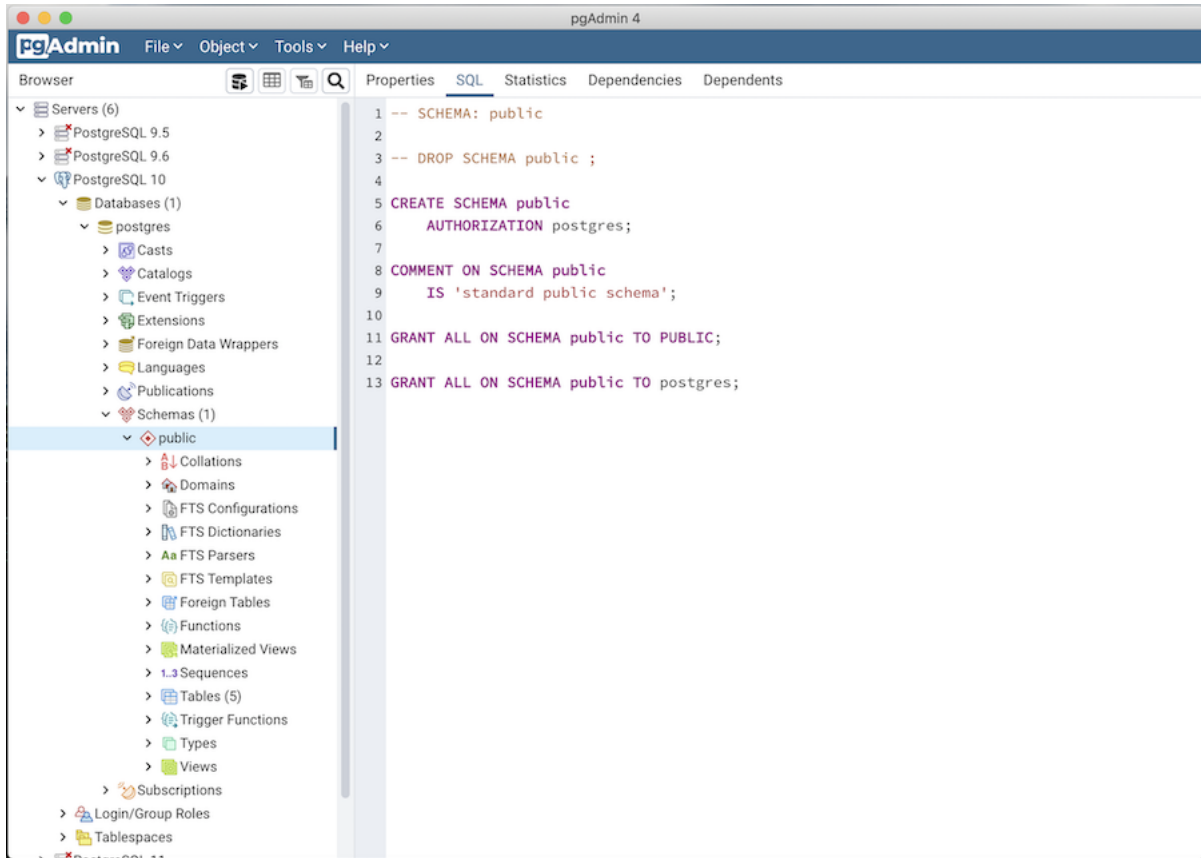 pgAdmin 4
pgAdmin File Object Tools Help
Browser
Properties SQL Statistics Dependencies Dependents
Servers (6)
PostgreSQL 9.5
PostgreSQL 9.6
PostgreSQL 10
Databases (1)
postgres
Casts
Catalogs
Event Triggers
Extensions
Foreign Data Wrappers
Languages
Publications
Schemas (1)
public
Collations
Domains
FTS Configurations
FTS Dictionaries
Aa FTS Parsers
FTS Templates
Foreign Tables
Functions
Materialized Views
1..3 Sequences
Tables (5)
Trigger Functions
Types
Views
Subscriptions
Login/Group Roles
Tablespaces
PostgreSQL 11
1 -- SCHEMA: public
2
3 -- DROP SCHEMA public ;
4
5 CREATE SCHEMA public
6     AUTHORIZATION postgres;
7
8 COMMENT ON SCHEMA public
9     IS 'standard public schema';
10
11 GRANT ALL ON SCHEMA public TO PUBLIC;
12
13 GRANT ALL ON SCHEMA public TO postgres;